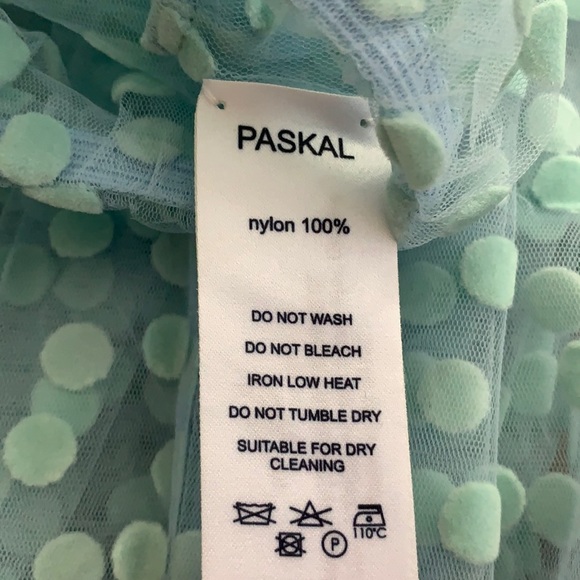 PASKAL
nylon 100%
DO NOT WASH
DO NOT BLEACH
IRON LOW HEAT
DO NOT TUMBLE DRY
SUITABLE FOR DRY
CLEANING
110°C
P